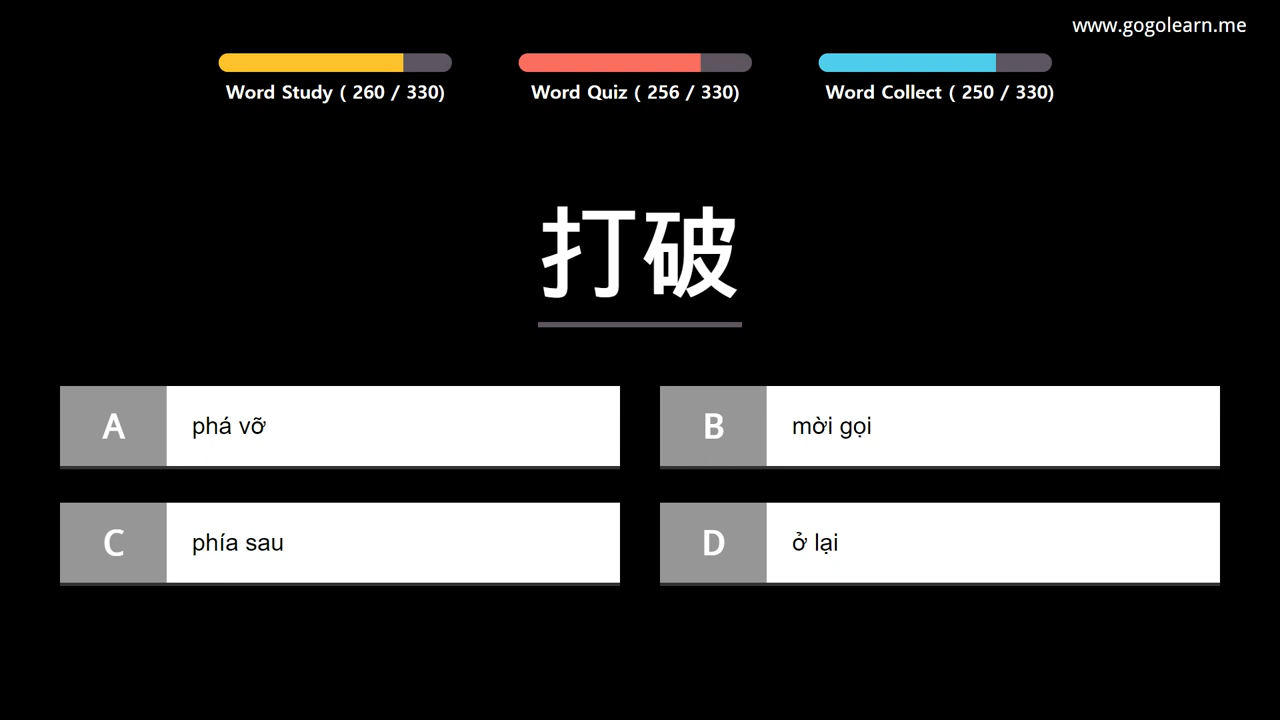 www.gogolearn.me
Word Study ( 260 / 330)
Word Quiz ( 256 / 330)
Word Collect ( 250 / 330)
打破
A phá vỡ
B mời gọi
C phía sau
D ở lại